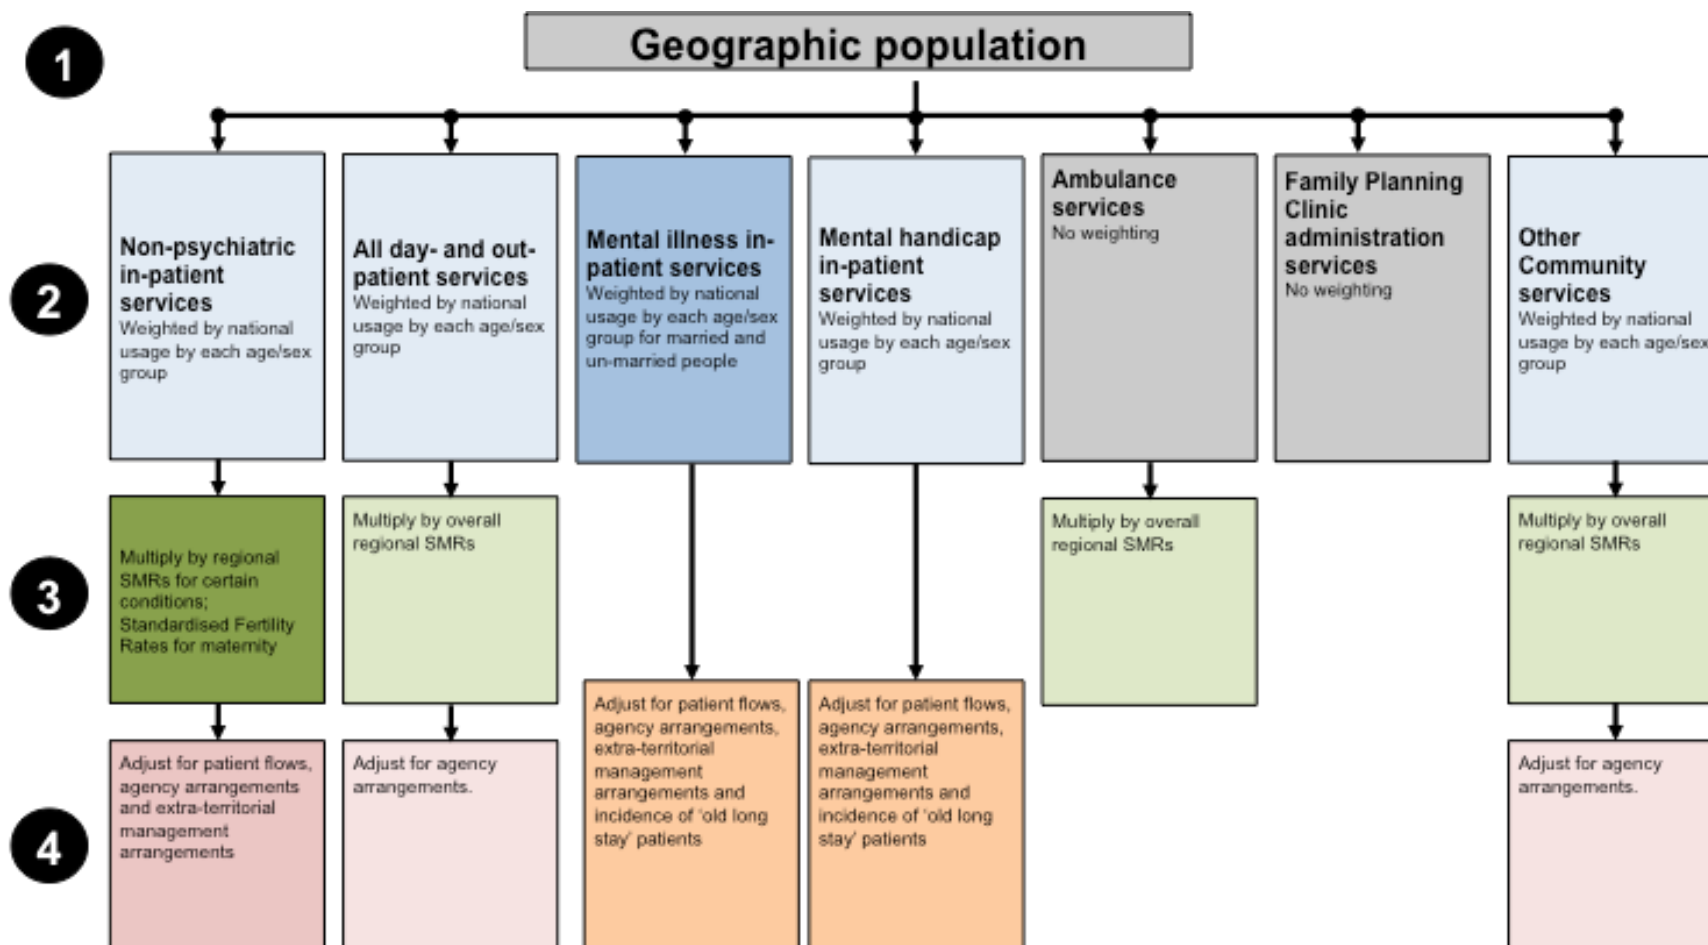 1
Geographic population
2
Non-psychiatric
in-patient
services
Weighted by national
usage by each age/sex
group
All day- and out-
patient services
Weighted by national
usage by each age/sex
group
Mental illness in-
patient services
Weighted by national
usage by each age/sex
group for married and
un-married people
Mental handicap
in-patient
services
Weighted by national
usage by each age/sex
group
Ambulance
services
No weighting
Family Planning
Clinic
administration
services
No weighting
Other
Community
services
Weighted by national
usage by each age/sex
group
3
Multiply by regional
SMRs for certain
conditions;
Standardised Fertility
Rates for maternity
Multiply by overall
regional SMRs
Multiply by overall
regional SMRs
Multiply by overall
regional SMRs
4
Adjust for patient flows,
agency arrangements
and extra-territorial
management
arrangements
Adjust for agency
arrangements.
Adjust for patient flows,
agency arrangements,
extra-territorial
management
arrangements and
incidence of 'old long
stay' patients
Adjust for patient flows,
agency arrangements,
extra-territorial
management
arrangements and
incidence of 'old long
stay' patients
Adjust for agency
arrangements.